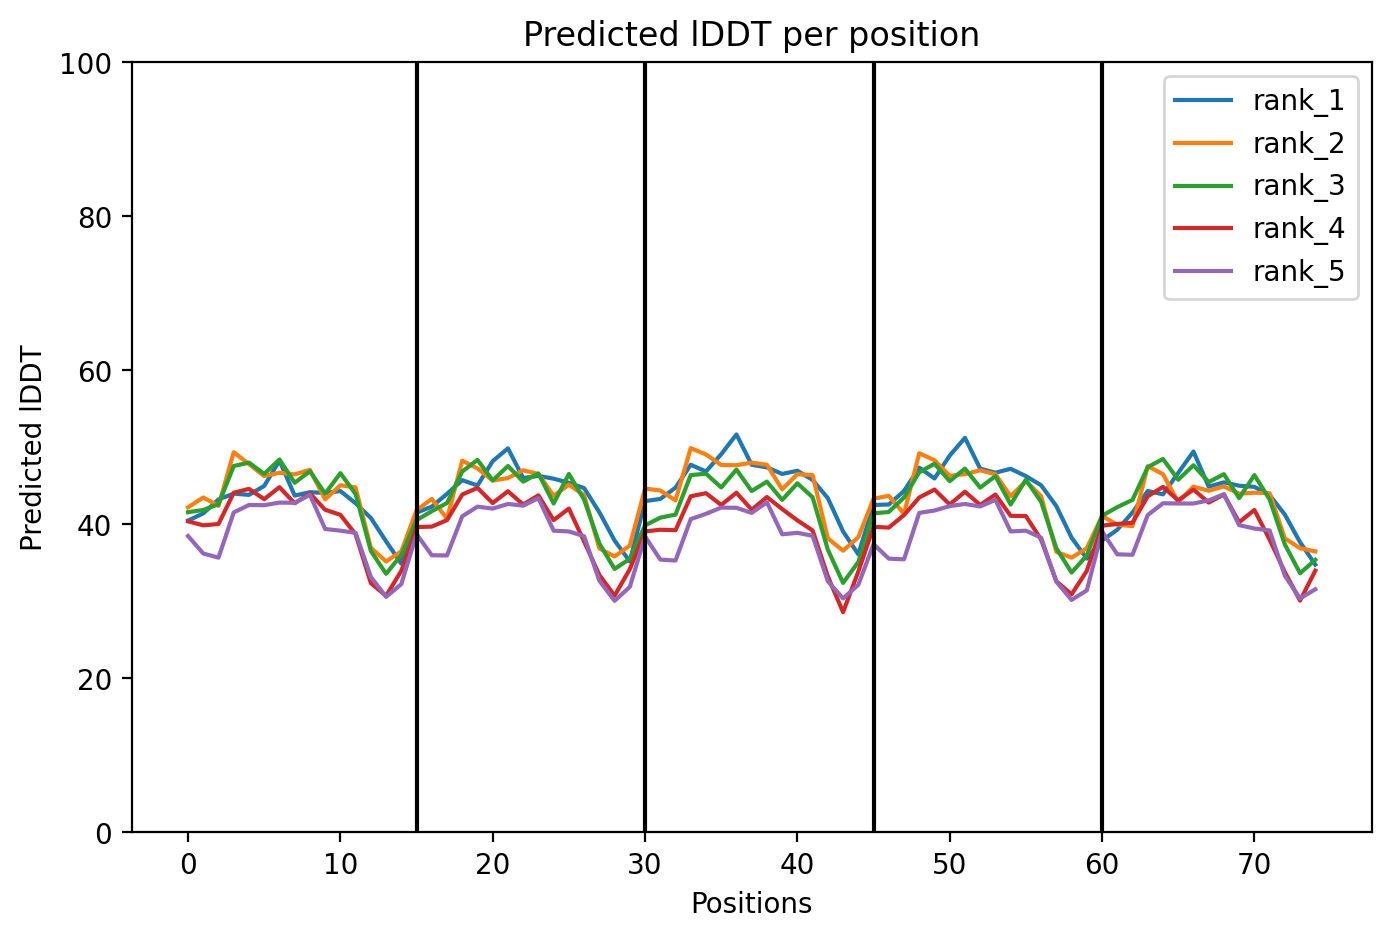 Predicted lDDT per position
100
80
60
40
20
0
Predicted lDDT
0 10 20 30 40 50 60 70
Positions
rank_1
rank_2
rank_3
rank_4
rank_5